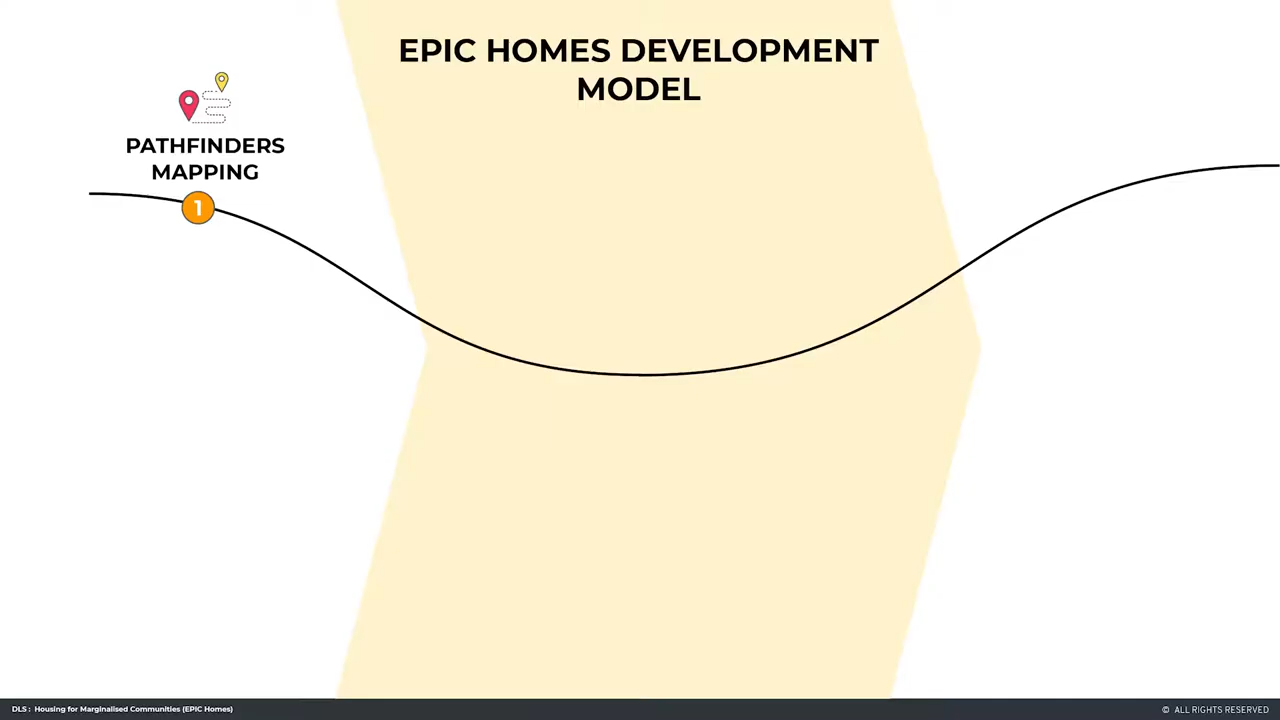 EPIC HOMES DEVELOPMENT
MODEL
PATHFINDERS
MAPPING
1
DLS : Housing for Marginalised Communities (EPIC Homes)
© ALL RIGHTS RESERVED